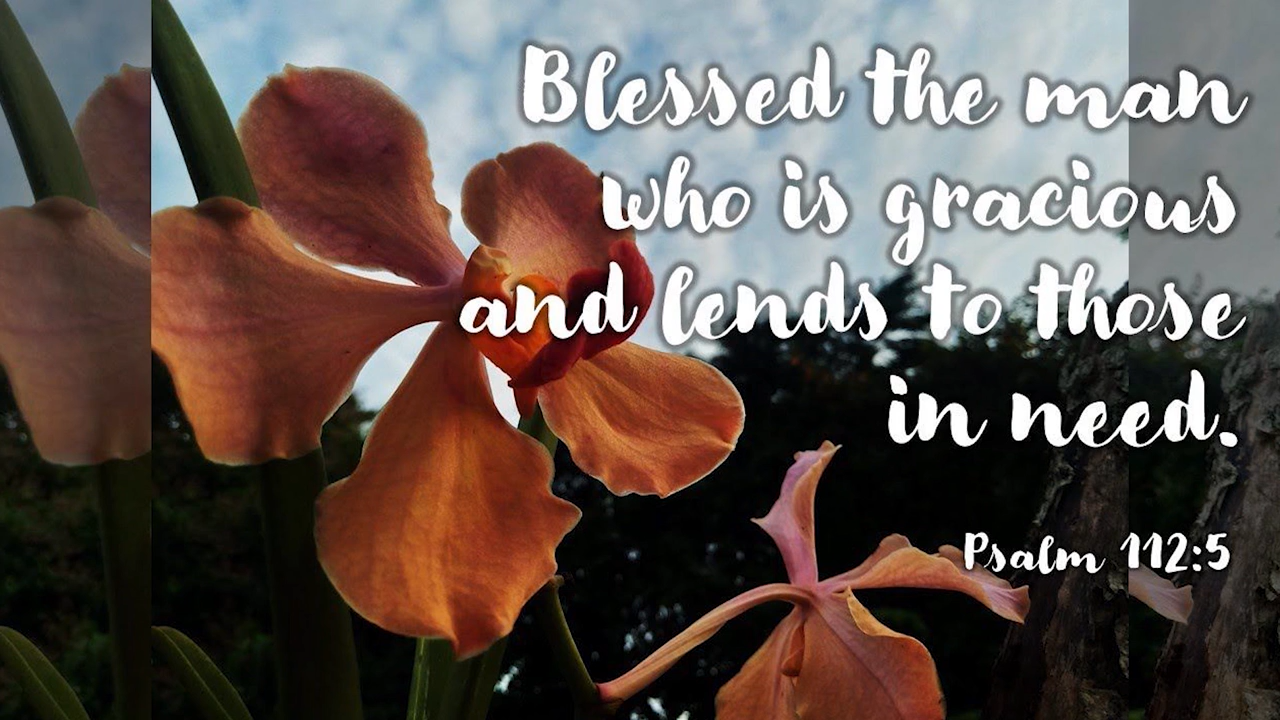 Blessed the man
who is gracious
and lends to those
in need.
Psalm 112:5